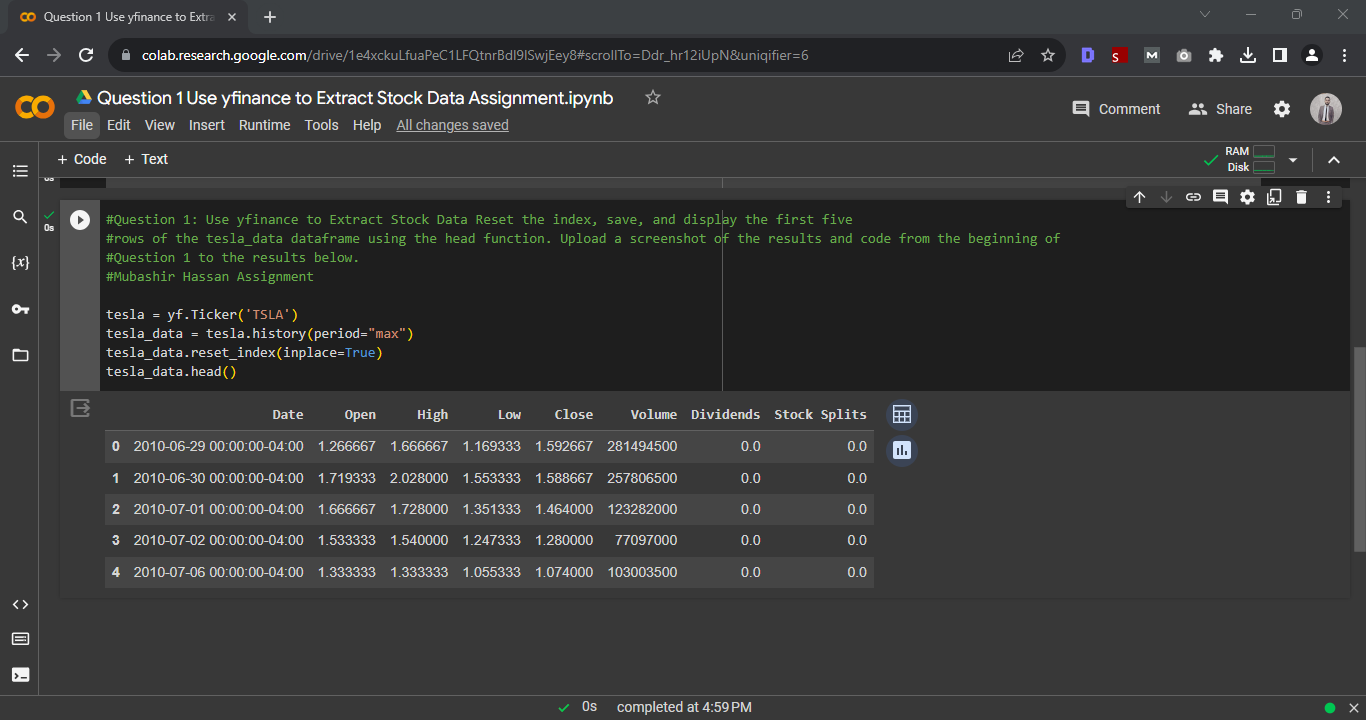 Question 1 Use yfinance to Extra
colab.research.google.com/drive/1e4xckuLfuaPeC1LFQtnrBdI9ISwjEey8#scrollTo=Ddr_hr12iUpN&uniqifier=6
Question 1 Use yfinance to Extract Stock Data Assignment.ipynb
Comment Share
File Edit View Insert Runtime Tools Help All changes saved
+ Code + Text
RAM
Disk
0s
#Question 1: Use yfinance to Extract Stock Data Reset the index, save, and display the first five
#rows of the tesla_data dataframe using the head function. Upload a screenshot of the results and code from the beginning of
#Question 1 to the results below.
#Mubashir Hassan Assignment
tesla = yf.Ticker('TSLA')
tesla_data = tesla.history(period="max")
tesla_data.reset_index(inplace=True)
tesla_data.head()
Date Open High Low Close Volume Dividends Stock Splits
0 2010-06-29 00:00:00-04:00 1.266667 1.666667 1.169333 1.592667 281494500 0.0 0.0
1 2010-06-30 00:00:00-04:00 1.719333 2.028000 1.553333 1.588667 257806500 0.0 0.0
2 2010-07-01 00:00:00-04:00 1.666667 1.728000 1.351333 1.464000 123282000 0.0 0.0
3 2010-07-02 00:00:00-04:00 1.533333 1.540000 1.247333 1.280000 77097000 0.0 0.0
4 2010-07-06 00:00:00-04:00 1.333333 1.333333 1.055333 1.074000 103003500 0.0 0.0
0s completed at 4:59 PM